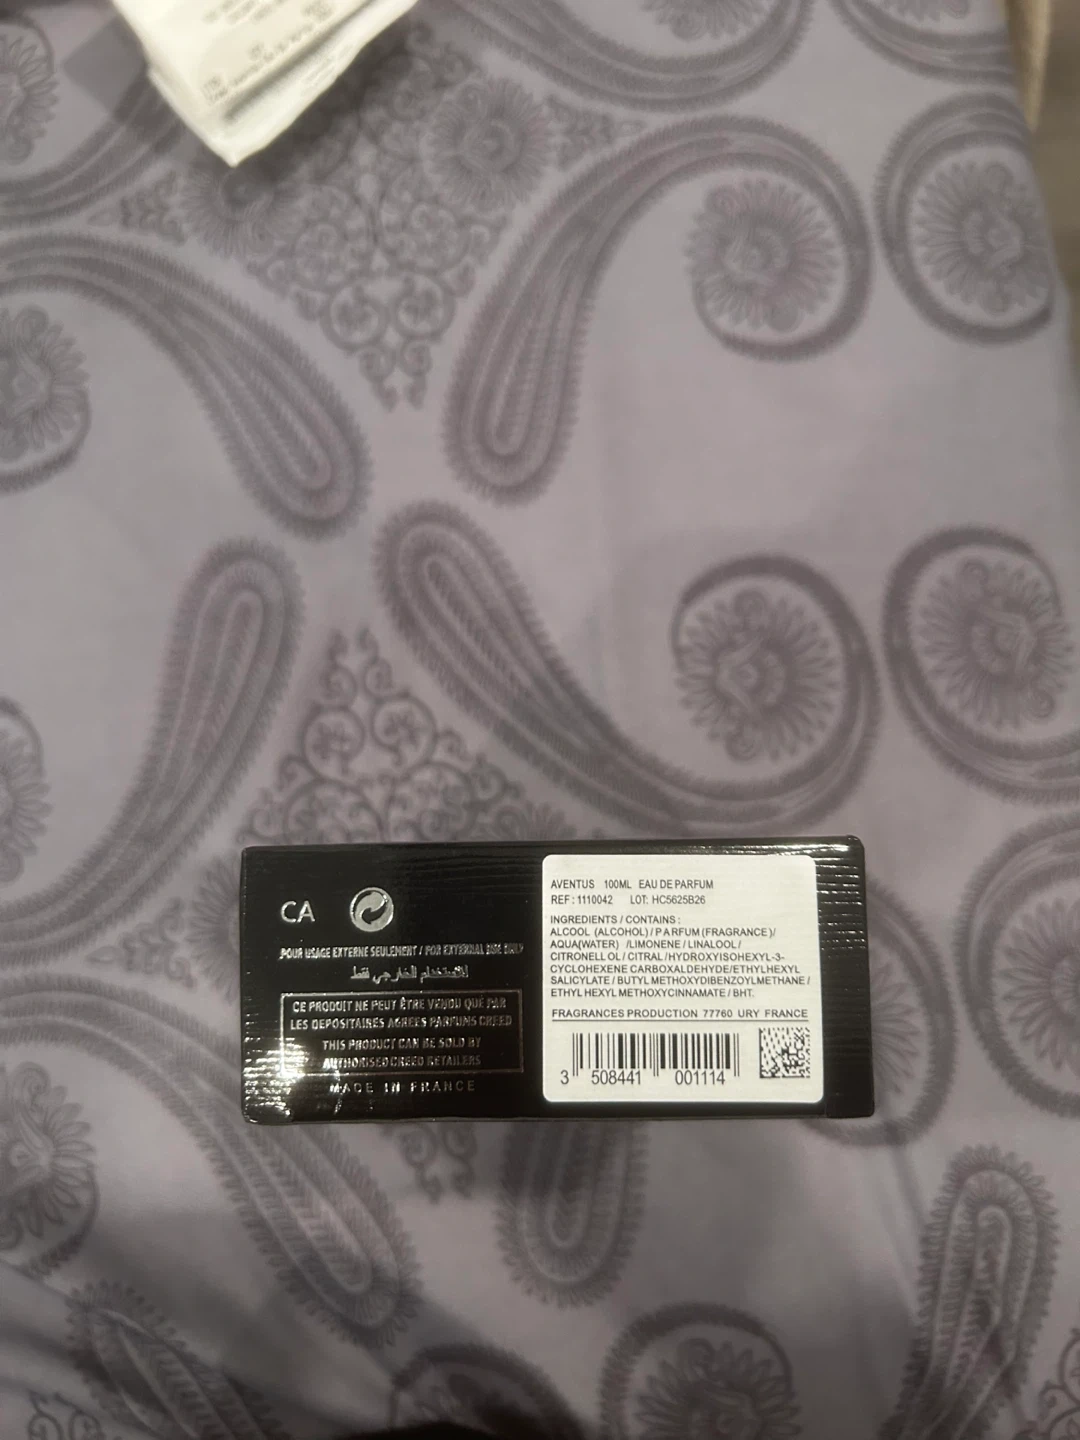 CA
POUR USAGE EXTERNE SEULEMENT / FOR EXTERNAL USE ONLY
للاستخدام الخارجي فقط
CE PRODUIT NE PEUT ÊTRE VENDU QUE PAR
LES DEPOSITAIRES AGREES PARFUMS CREED
THIS PRODUCT CAN BE SOLD BY
AUTHORISED CREED RETAILERS
MADE IN FRANCE
AVENTUS 100ML EAU DE PARFUM
REF : 1110042 LOT: HC5625B26
INGREDIENTS / CONTAINS :
ALCOOL (ALCOHOL) / PARFUM (FRAGRANCE)/
AQUA(WATER) /LIMONENE / LINALOOL /
CITRONELL OL / CITRAL /HYDROXYISOHEXYL-3-
CYCLOHEXENE CARBOXALDEHYDE/ETHYLHEXYL
SALICYLATE / BUTYL METHOXYDIBENZOYLMETHANE /
ETHYL HEXYL METHOXYCINNAMATE / BHT.
FRAGRANCES PRODUCTION 77760 URY FRANCE
3 508441 001114